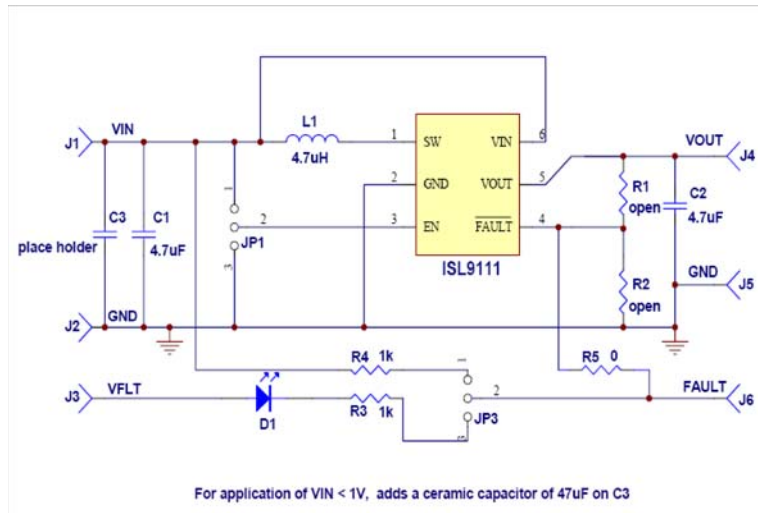 L1
4.7uH
J1
VIN
1
SW
VIN
6
VOUT
J4
2
GND
VOUT
5
R1
open
C2
4.7uF
C3
place holder
C1
4.7uF
1
2
3
JP1
3
EN
FAULT
4
ISL9111
R2
open
GND
J5
J2
GND
R4 1k
1
R5 0
J3
VFLT
D1
R3 1k
2
3
JP3
FAULT
J6
For application of VIN < 1V, adds a ceramic capacitor of 47uF on C3